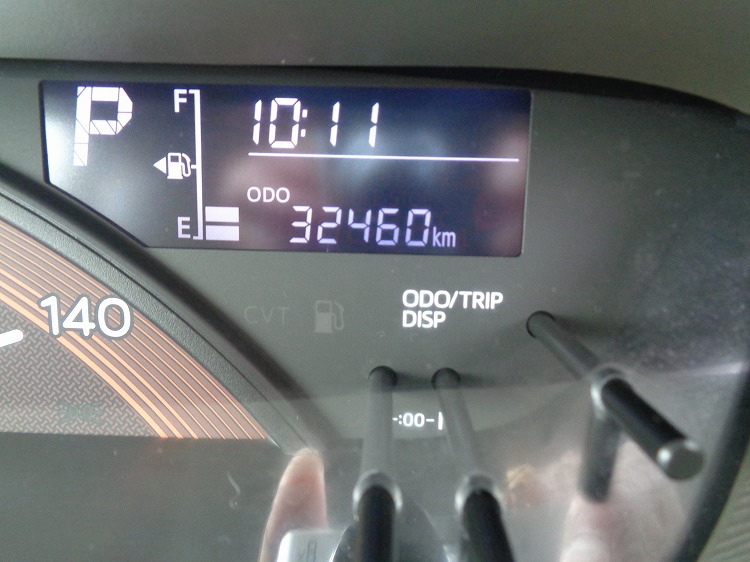 P
F
10:11
ODO
E
32460km
140
CVT
ODO/TRIP
DISP
-:00-